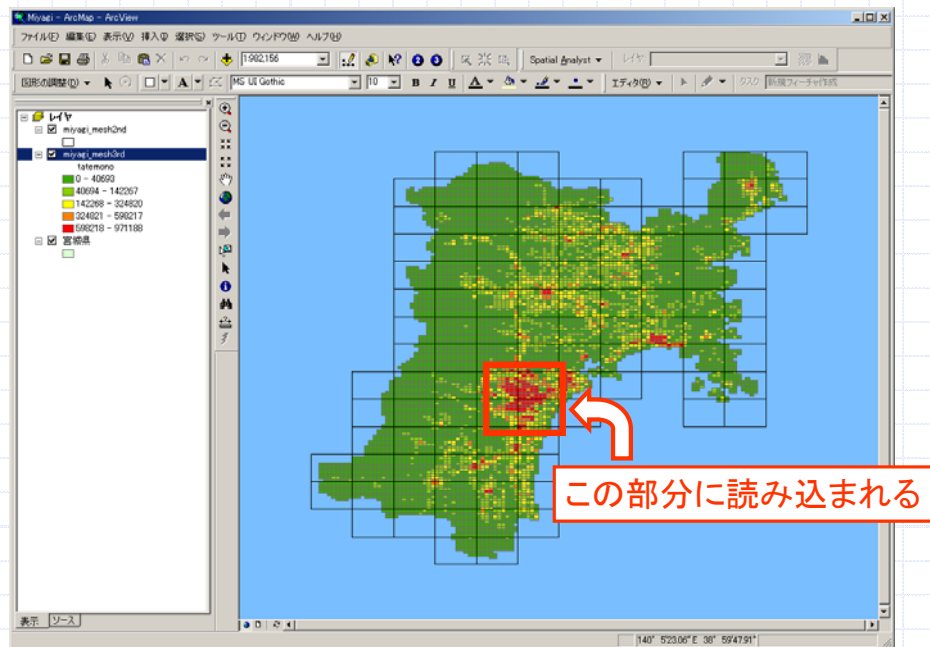 Miyagi - ArcMap - ArcView
ファイル(F) 編集(E) 表示(V) 挿入(I) 選択(S) ツール(T) ウィンドウ(W) ヘルプ(H)
1:982,156
Spatial Analyst
レイヤ
図形の調整(D)
A
MS UI Gothic
10
B I U A
エディタ(R)
タスク
新規フィーチャ作成
レイヤ
miyagi_mesh2nd
miyagi_mesh3rd
tatemono
0 - 40693
40694 - 142267
142268 - 324820
324821 - 598217
598218 - 971188
宮城県
この部分に読み込まれる
表示 ソース
140° 5'23.06"E 38° 59'47.91"